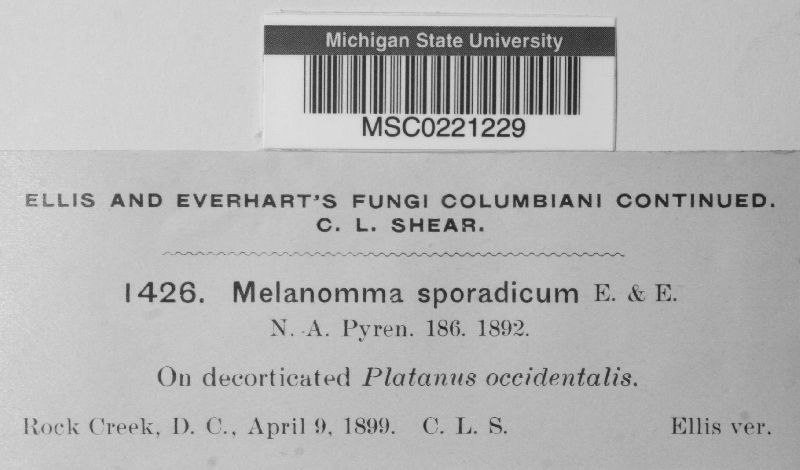 Michigan State University
MSC0221229
ELLIS AND EVERHART'S FUNGI COLUMBIANI CONTINUED.
C. L. SHEAR.
1426. Melanomma sporadicum E. & E.
N. A. Pyren. 186. 1892.
On decorticated Platanus occidentalis.
Rock Creek, D. C., April 9, 1899. C. L. S. Ellis ver.